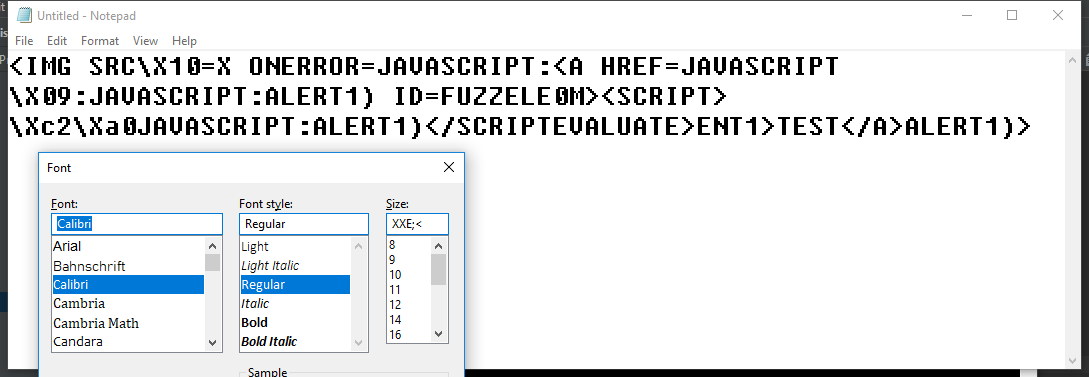 Untitled - Notepad
File Edit Format View Help
<IMG SRC\X10=X ONERROR=JAVASCRIPT:<A HREF=JAVASCRIPT
\X09:JAVASCRIPT:ALERT1) ID=FUZZELE0M><SCRIPT>
\Xc2\Xa0JAVASCRIPT:ALERT1)</SCRIPTEVALUATE>ENT1>TEST</A>ALERT1)>
Font
Font: Font style: Size:
Calibri Regular XXE;<
Arial Light 8
Bahnschrift Light Italic 9
Calibri Regular 10
Cambria Italic 11
Cambria Math Bold 12
Candara Bold Italic 14
16
Sample